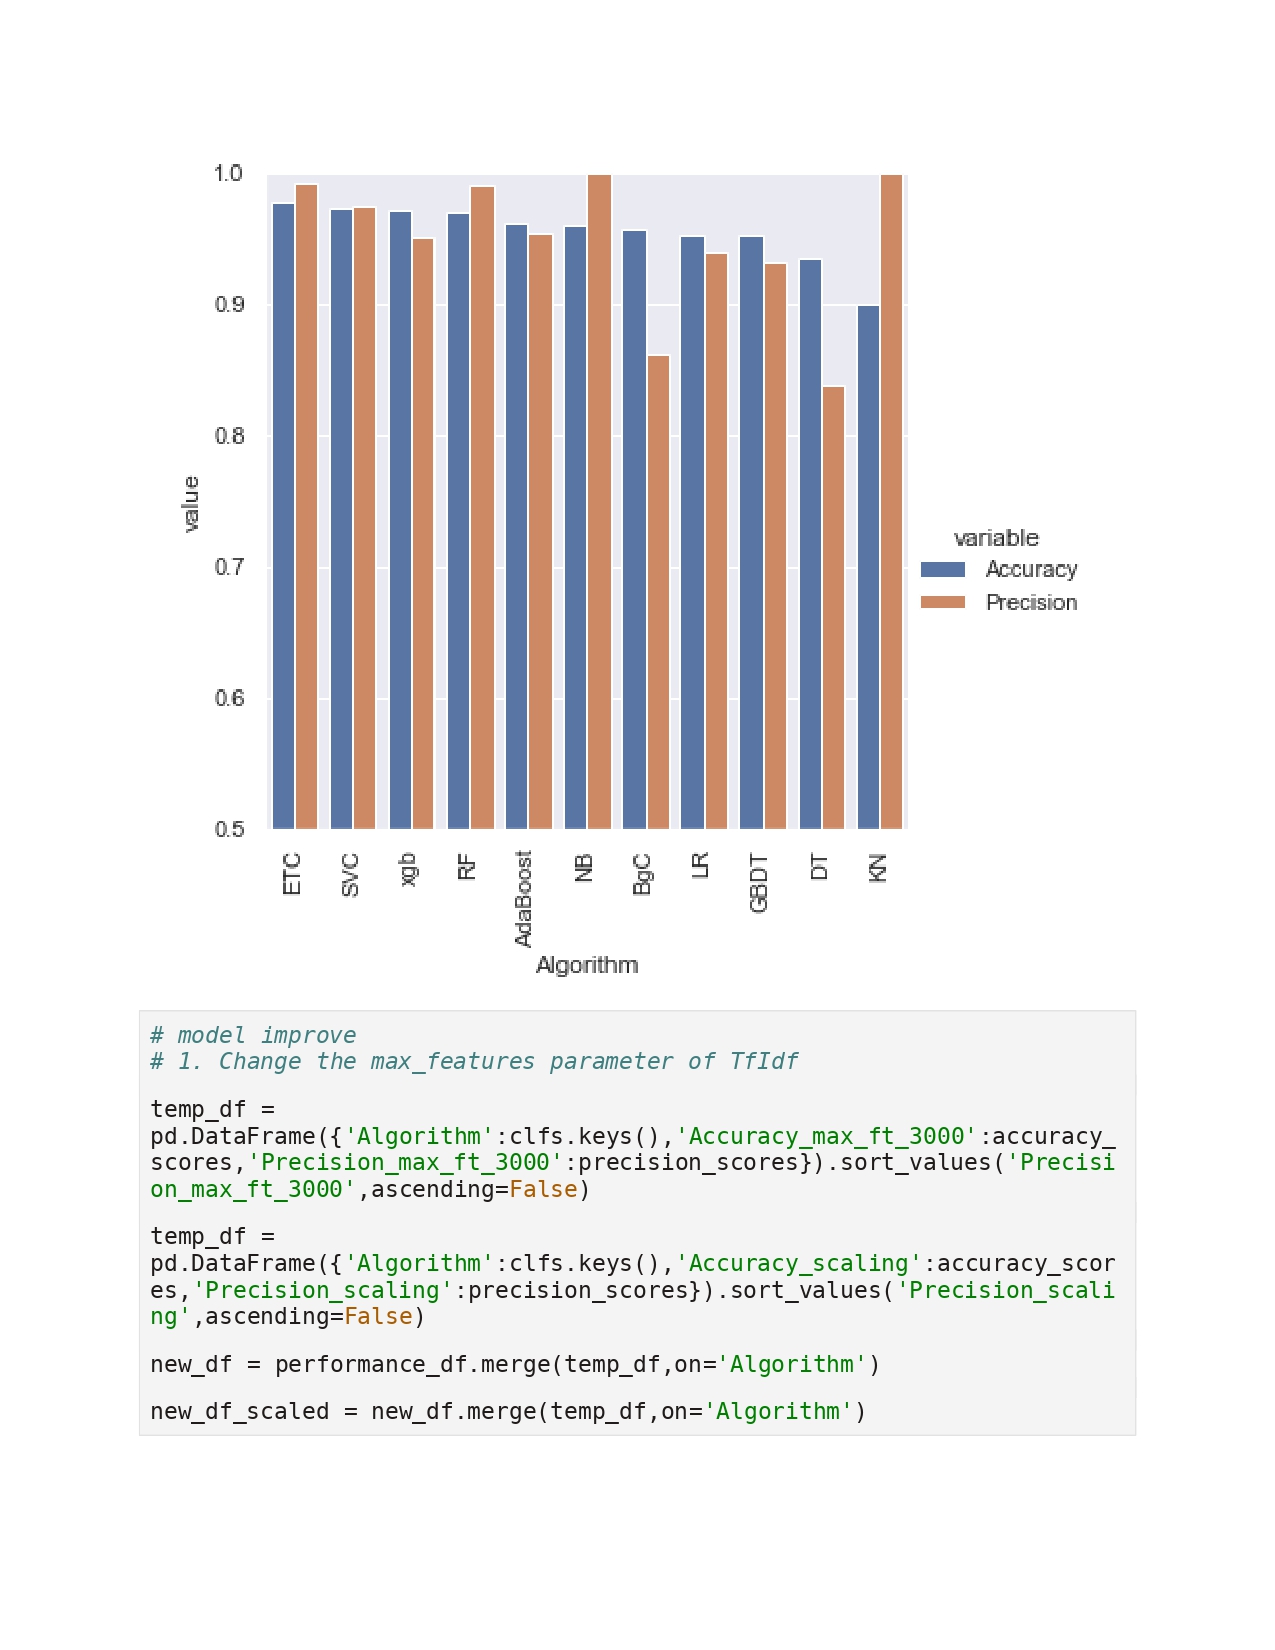 1.0
0.9
0.8
0.7
0.6
0.5
value
variable
Accuracy
Precision
ETC
SVC
xgb
RF
AdaBoost
NB
BgC
LR
GBDT
DT
KN
Algorithm
# model improve
# 1. Change the max_features parameter of TfIdf
temp_df =
pd.DataFrame({'Algorithm':clfs.keys(),'Accuracy_max_ft_3000':accuracy_
scores,'Precision_max_ft_3000':precision_scores}).sort_values('Precisi
on_max_ft_3000',ascending=False)
temp_df =
pd.DataFrame({'Algorithm':clfs.keys(),'Accuracy_scaling':accuracy_scor
es,'Precision_scaling':precision_scores}).sort_values('Precision_scali
ng',ascending=False)
new_df = performance_df.merge(temp_df,on='Algorithm')
new_df_scaled = new_df.merge(temp_df,on='Algorithm')